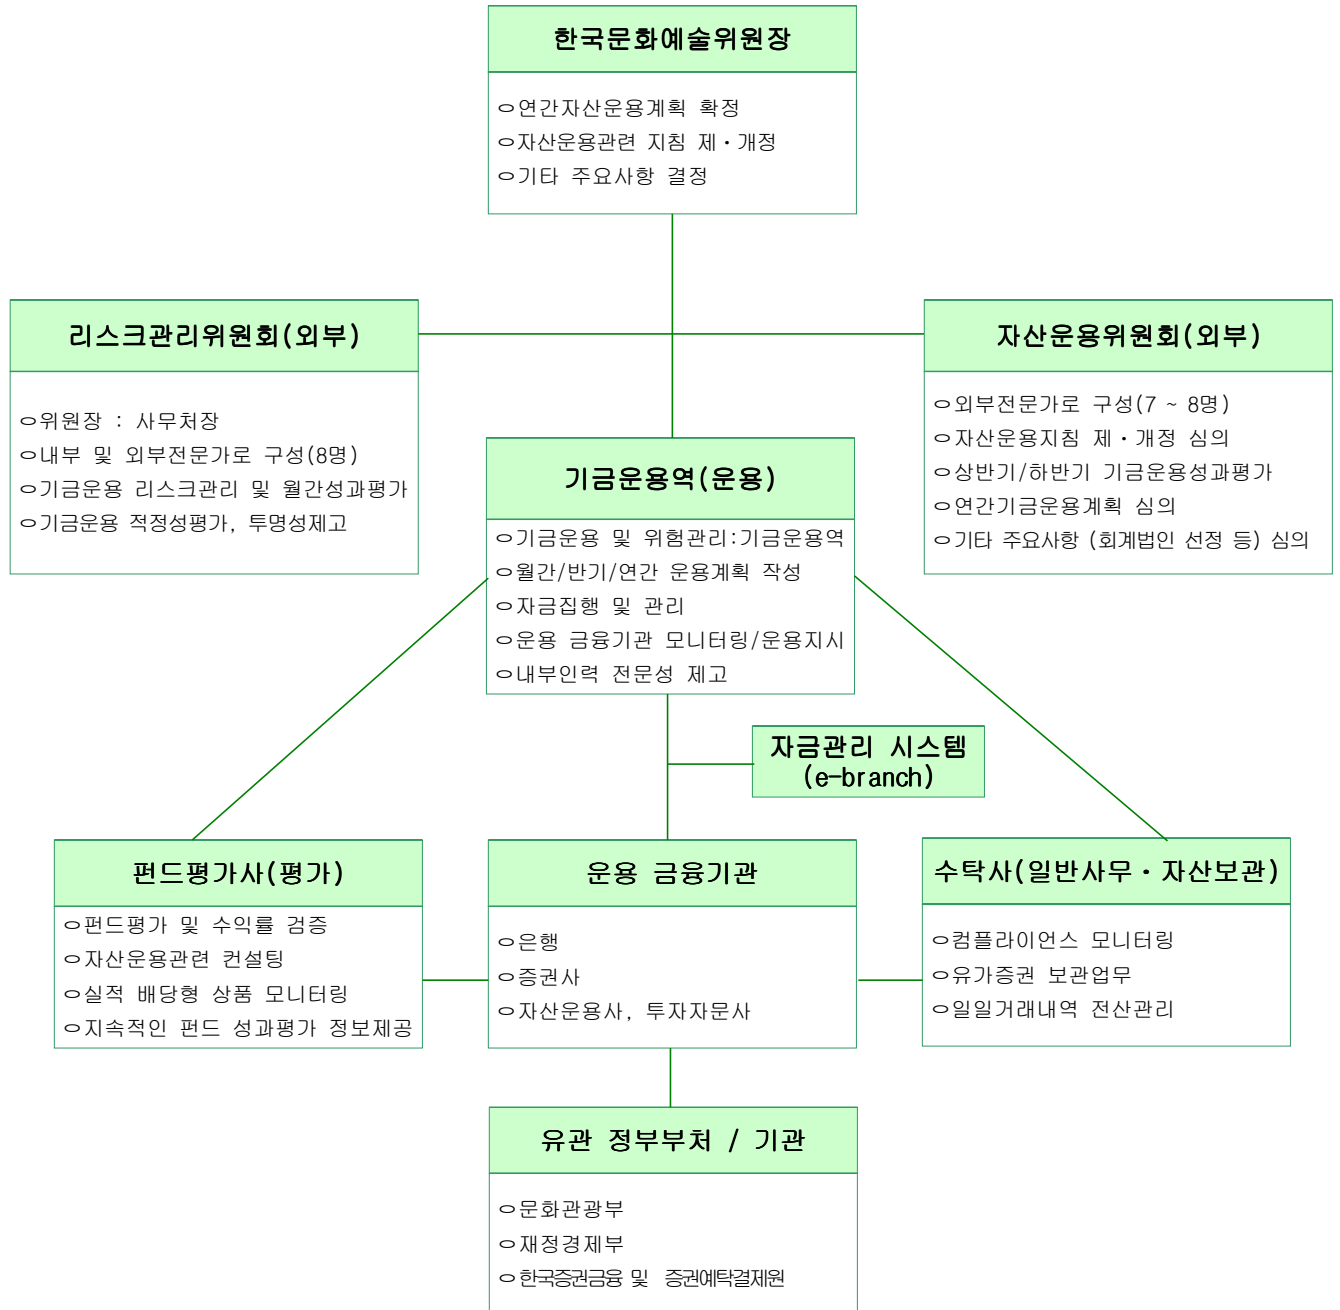 한국문화예술위원장
ㅇ연간자산운용계획 확정
ㅇ자산운용관련 지침 제·개정
ㅇ기타 주요사항 결정
리스크관리위원회(외부)
ㅇ위원장 : 사무처장
ㅇ내부 및 외부전문가로 구성(8명)
ㅇ기금운용 리스크관리 및 월간성과평가
ㅇ기금운용 적정성평가, 투명성제고
자산운용위원회(외부)
ㅇ외부전문가로 구성(7 ~ 8명)
ㅇ자산운용지침 제·개정 심의
ㅇ상반기/하반기 기금운용성과평가
ㅇ연간기금운용계획 심의
ㅇ기타 주요사항 (회계법인 선정 등) 심의
기금운용역(운용)
ㅇ기금운용 및 위험관리:기금운용역
ㅇ월간/반기/연간 운용계획 작성
ㅇ자금집행 및 관리
ㅇ운용 금융기관 모니터링/운용지시
ㅇ내부인력 전문성 제고
자금관리 시스템
(e-branch)
펀드평가사(평가)
ㅇ펀드평가 및 수익률 검증
ㅇ자산운용관련 컨설팅
ㅇ실적 배당형 상품 모니터링
ㅇ지속적인 펀드 성과평가 정보제공
운용 금융기관
ㅇ은행
ㅇ증권사
ㅇ자산운용사, 투자자문사
수탁사(일반사무·자산보관)
ㅇ컴플라이언스 모니터링
ㅇ유가증권 보관업무
ㅇ일일거래내역 전산관리
유관 정부부처 / 기관
ㅇ문화관광부
ㅇ재정경제부
ㅇ한국증권금융 및 증권예탁결제원